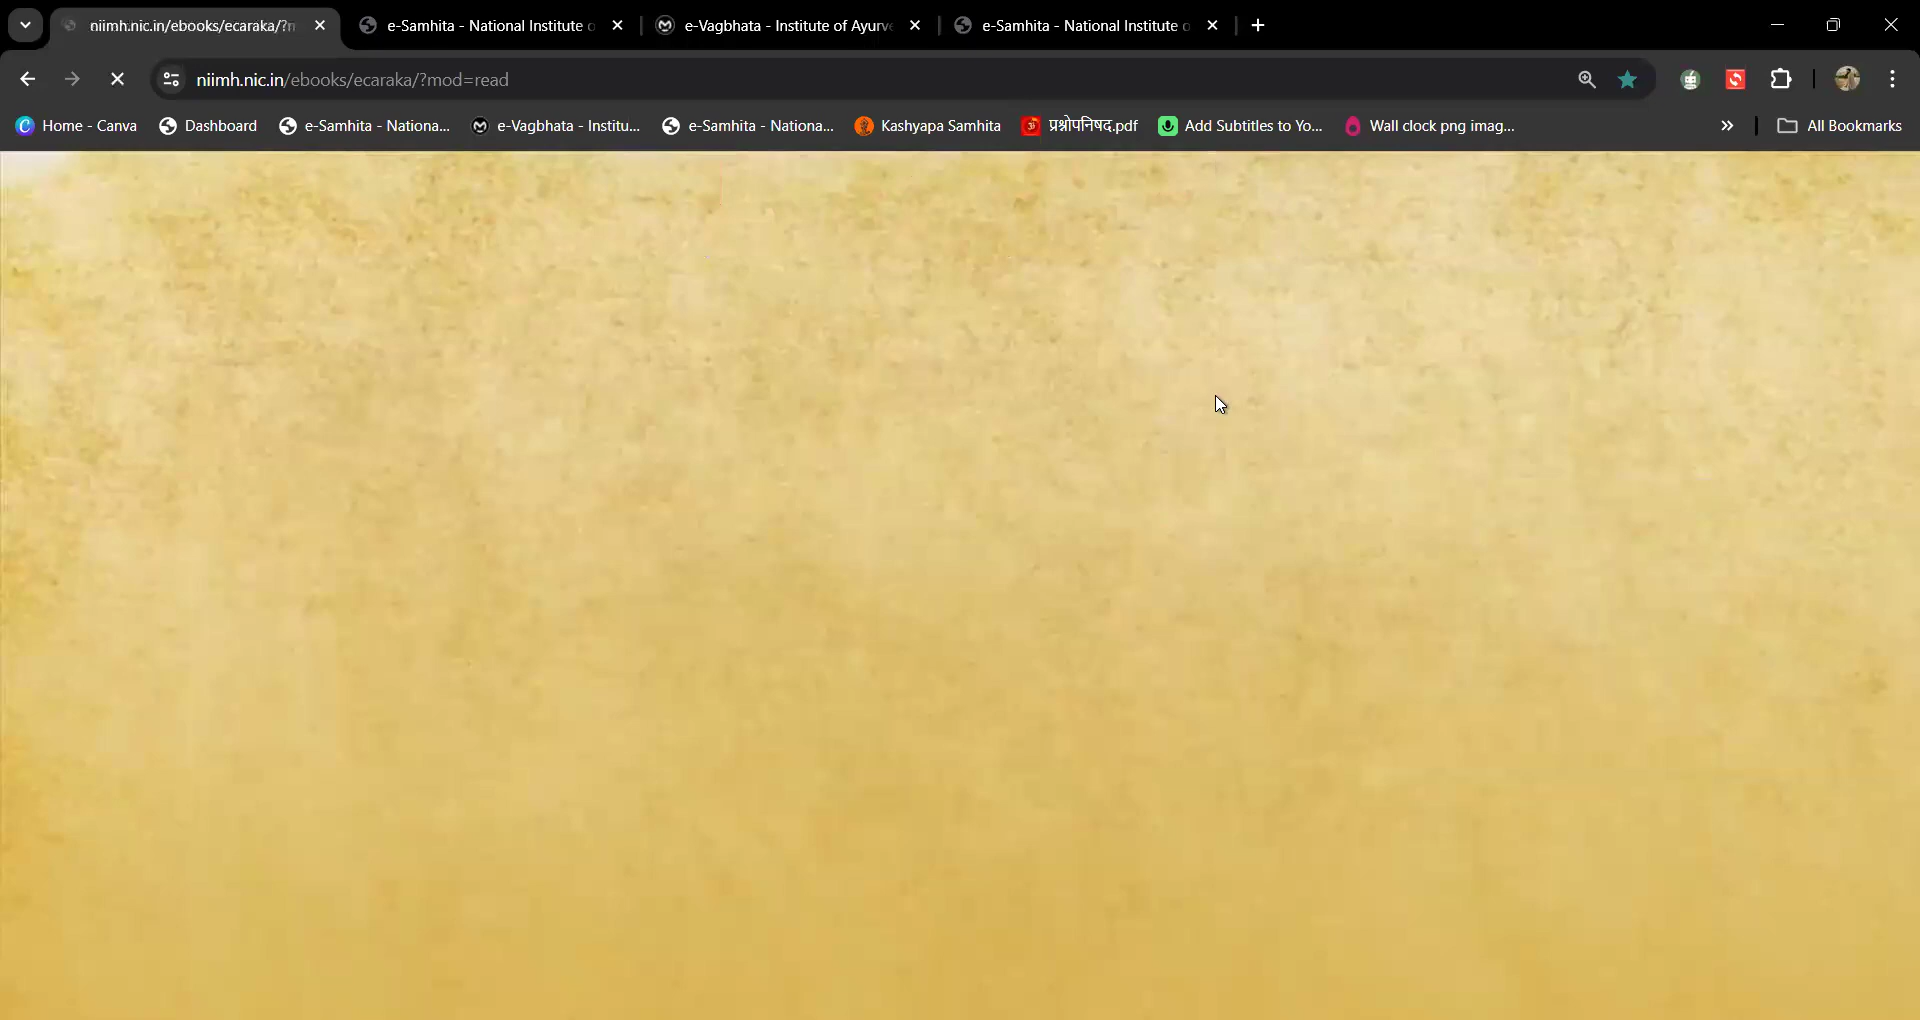 niimh.nic.in/ebooks/ecaraka/?n
e-Samhita - National Institute o
e-Vagbhata - Institute of Ayurve
e-Samhita - National Institute o
niimh.nic.in/ebooks/ecaraka/?mod=read
Home - Canva
Dashboard
e-Samhita - Nationa...
e-Vagbhata - Institu...
e-Samhita - Nationa...
Kashyapa Samhita
प्रश्नोपनिषद.pdf
Add Subtitles to Yo...
Wall clock png imag...
All Bookmarks